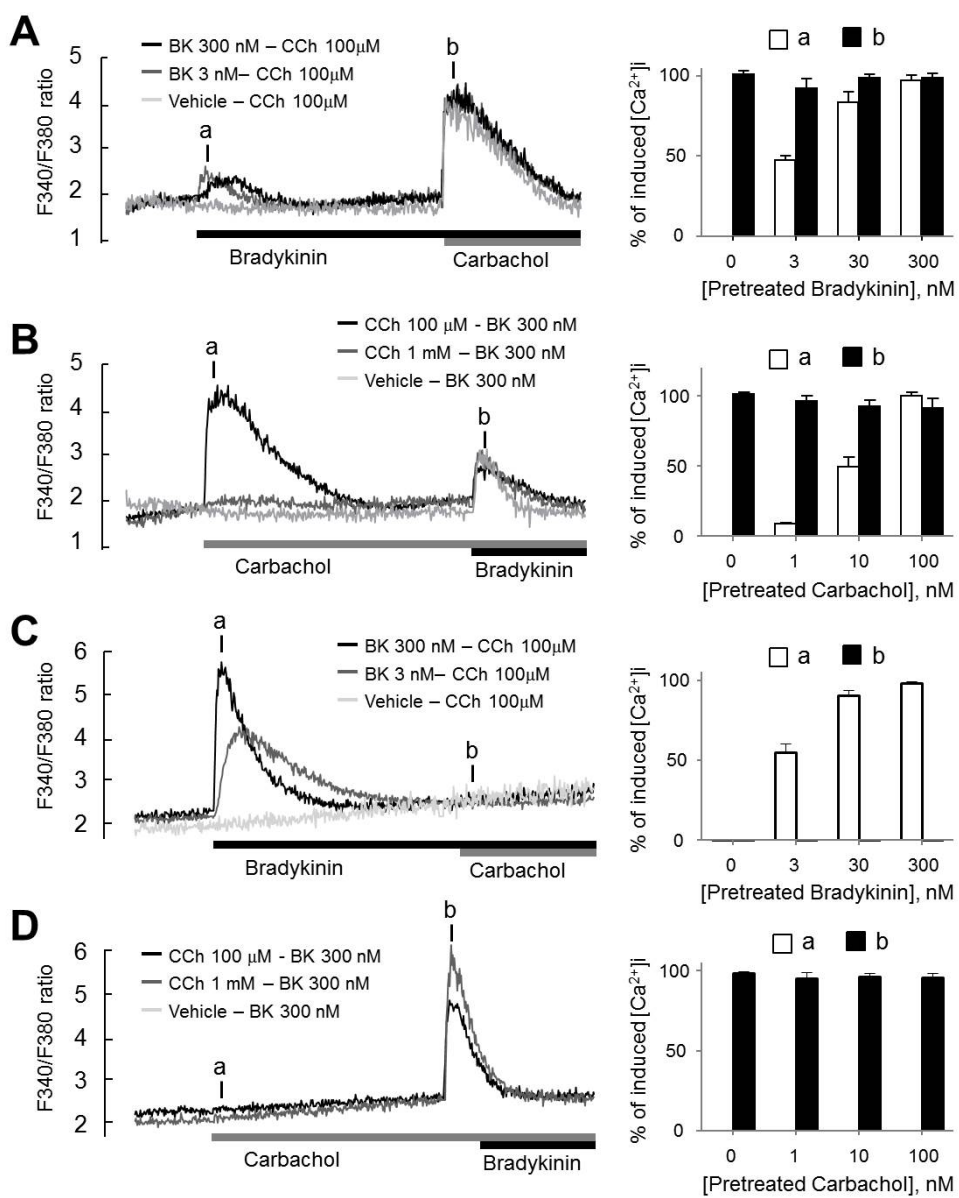 A
BK 300 nM – CCh 100μM
BK 3 nM– CCh 100μM
Vehicle – CCh 100μM
F340/F380 ratio
5
4
3
2
1
a
b
Bradykinin
Carbachol
a b
% of induced [Ca²⁺]i
100
50
0
0 3 30 300
[Pretreated Bradykinin], nM
B
CCh 100 μM - BK 300 nM
CCh 1 mM – BK 300 nM
Vehicle – BK 300 nM
F340/F380 ratio
5
4
3
2
1
a
b
Carbachol
Bradykinin
a b
% of induced [Ca²⁺]i
100
50
0
0 1 10 100
[Pretreated Carbachol], nM
C
BK 300 nM – CCh 100μM
BK 3 nM– CCh 100μM
Vehicle – CCh 100μM
F340/F380 ratio
6
5
4
3
2
a
b
Bradykinin
Carbachol
a b
% of induced [Ca²⁺]i
100
50
0
0 3 30 300
[Pretreated Bradykinin], nM
D
CCh 100 μM - BK 300 nM
CCh 1 mM – BK 300 nM
Vehicle – BK 300 nM
F340/F380 ratio
6
5
4
3
2
a
b
Carbachol
Bradykinin
a b
% of induced [Ca²⁺]i
100
50
0
0 1 10 100
[Pretreated Carbachol], nM